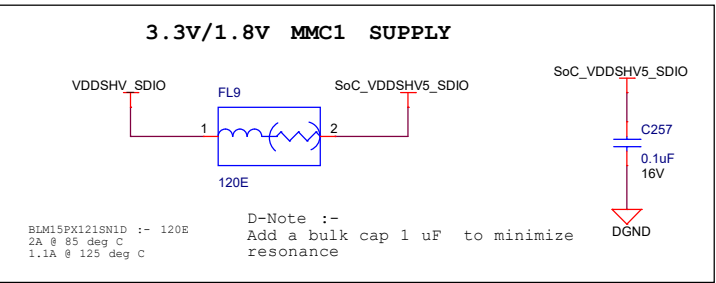 3.3V/1.8V MMC1 SUPPLY
VDDSHV_SDIO
FL9
SoC_VDDSHV5_SDIO
1
2
120E
SoC_VDDSHV5_SDIO
C257
0.1uF
16V
DGND
BLM15PX121SN1D :- 120E
2A @ 85 deg C
1.1A @ 125 deg C
D-Note :-
Add a bulk cap 1 uF to minimize
resonance